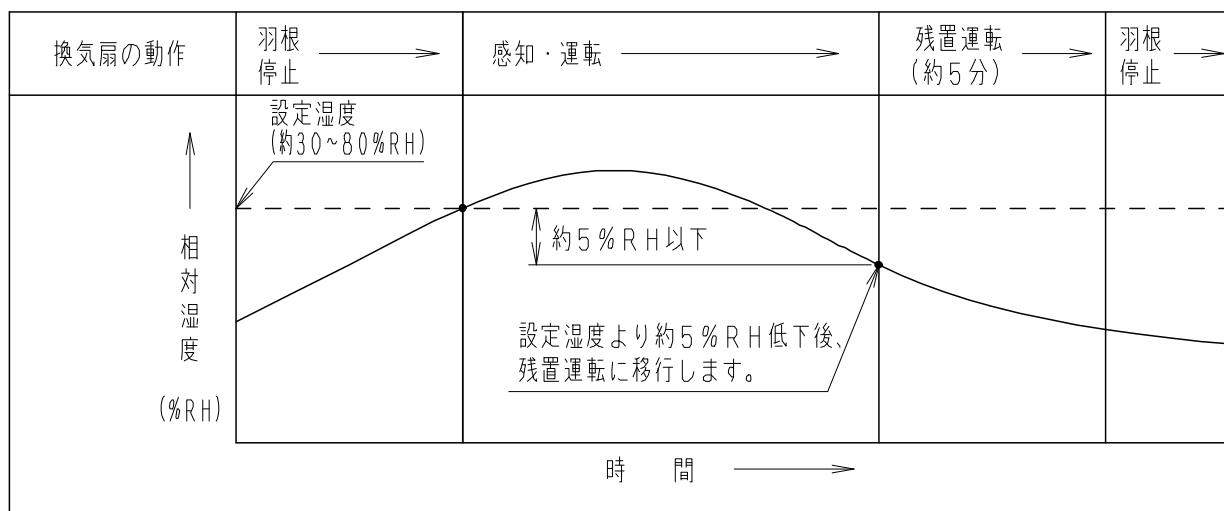 換気扇の動作
羽根
停止
感知・運転
残置運転
(約5分)
羽根
停止
設定湿度
(約30~80%RH)
相対湿度
(%RH)
約5%RH以下
設定湿度より約5%RH低下後、
残置運転に移行します。
時 間